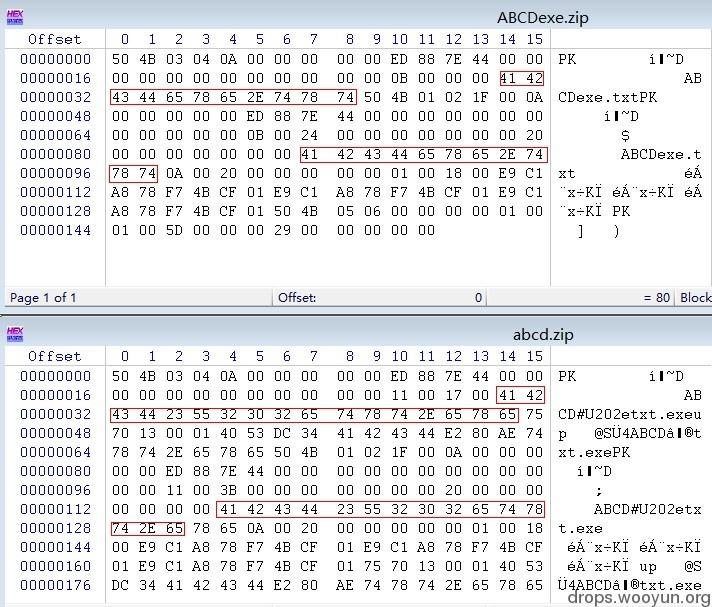 HEX
ABCDexe.zip
Offset 0 1 2 3 4 5 6 7 8 9 10 11 12 13 14 15
00000000 50 4B 03 04 0A 00 00 00 00 00 ED 88 7E 44 00 00 PK í▮~D
00000016 00 00 00 00 00 00 00 00 00 00 0B 00 00 00 41 42 AB
00000032 43 44 65 78 65 2E 74 78 74 50 4B 01 02 1F 00 0A CDexe.txtPK
00000048 00 00 00 00 00 ED 88 7E 44 00 00 00 00 00 00 00 í▮~D
00000064 00 00 00 00 00 0B 00 24 00 00 00 00 00 00 00 20 $
00000080 00 00 00 00 00 00 00 41 42 43 44 65 78 65 2E 74 ABCDexe.t
00000096 78 74 0A 00 20 00 00 00 00 00 01 00 18 00 E9 C1 xt éÁ
00000112 A8 78 F7 4B CF 01 E9 C1 A8 78 F7 4B CF 01 E9 C1 ¨x÷KÏ éÁ¨x÷KÏ éÁ
00000128 A8 78 F7 4B CF 01 50 4B 05 06 00 00 00 00 01 00 ¨x÷KÏ PK
00000144 01 00 5D 00 00 00 29 00 00 00 00 00 ] )
Page 1 of 1 Offset: 0 = 80 Block
HEX
abcd.zip
Offset 0 1 2 3 4 5 6 7 8 9 10 11 12 13 14 15
00000000 50 4B 03 04 0A 00 00 00 00 00 ED 88 7E 44 00 00 PK í▮~D
00000016 00 00 00 00 00 00 00 00 00 00 11 00 17 00 41 42 AB
00000032 43 44 23 55 32 30 32 65 74 78 74 2E 65 78 65 75 CD#U202etxt.exeu
00000048 70 13 00 01 40 53 DC 34 41 42 43 44 E2 80 AE 74 p @SÜ4ABCDâ▮®t
00000064 78 74 2E 65 78 65 50 4B 01 02 1F 00 0A 00 00 00 xt.exePK
00000080 00 00 ED 88 7E 44 00 00 00 00 00 00 00 00 00 00 í▮~D
00000096 00 00 11 00 3B 00 00 00 00 00 00 00 20 00 00 00 ;
00000112 00 00 00 00 41 42 43 44 23 55 32 30 32 65 74 78 ABCD#U202etx
00000128 74 2E 65 78 65 0A 00 20 00 00 00 00 00 01 00 18 t.exe
00000144 00 E9 C1 A8 78 F7 4B CF 01 E9 C1 A8 78 F7 4B CF éÁ¨x÷KÏ éÁ¨x÷KÏ
00000160 01 E9 C1 A8 78 F7 4B CF 01 75 70 13 00 01 40 53 éÁ¨x÷KÏ up @S
00000176 DC 34 41 42 43 44 E2 80 AE 74 78 74 2E 65 78 65 Ü4ABCDâ▮®txt.exe
drops.wooyun.org